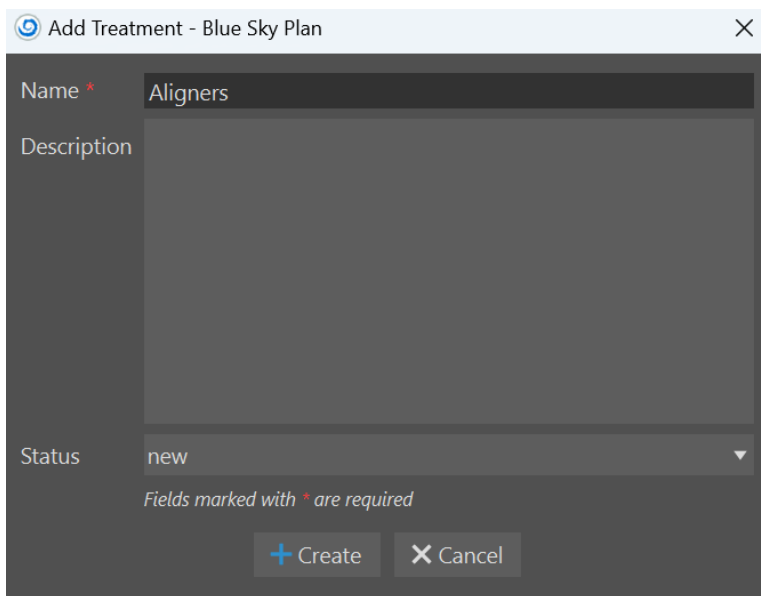 Add Treatment - Blue Sky Plan
Name * Aligners
Description
Status new
Fields marked with * are required
Create Cancel